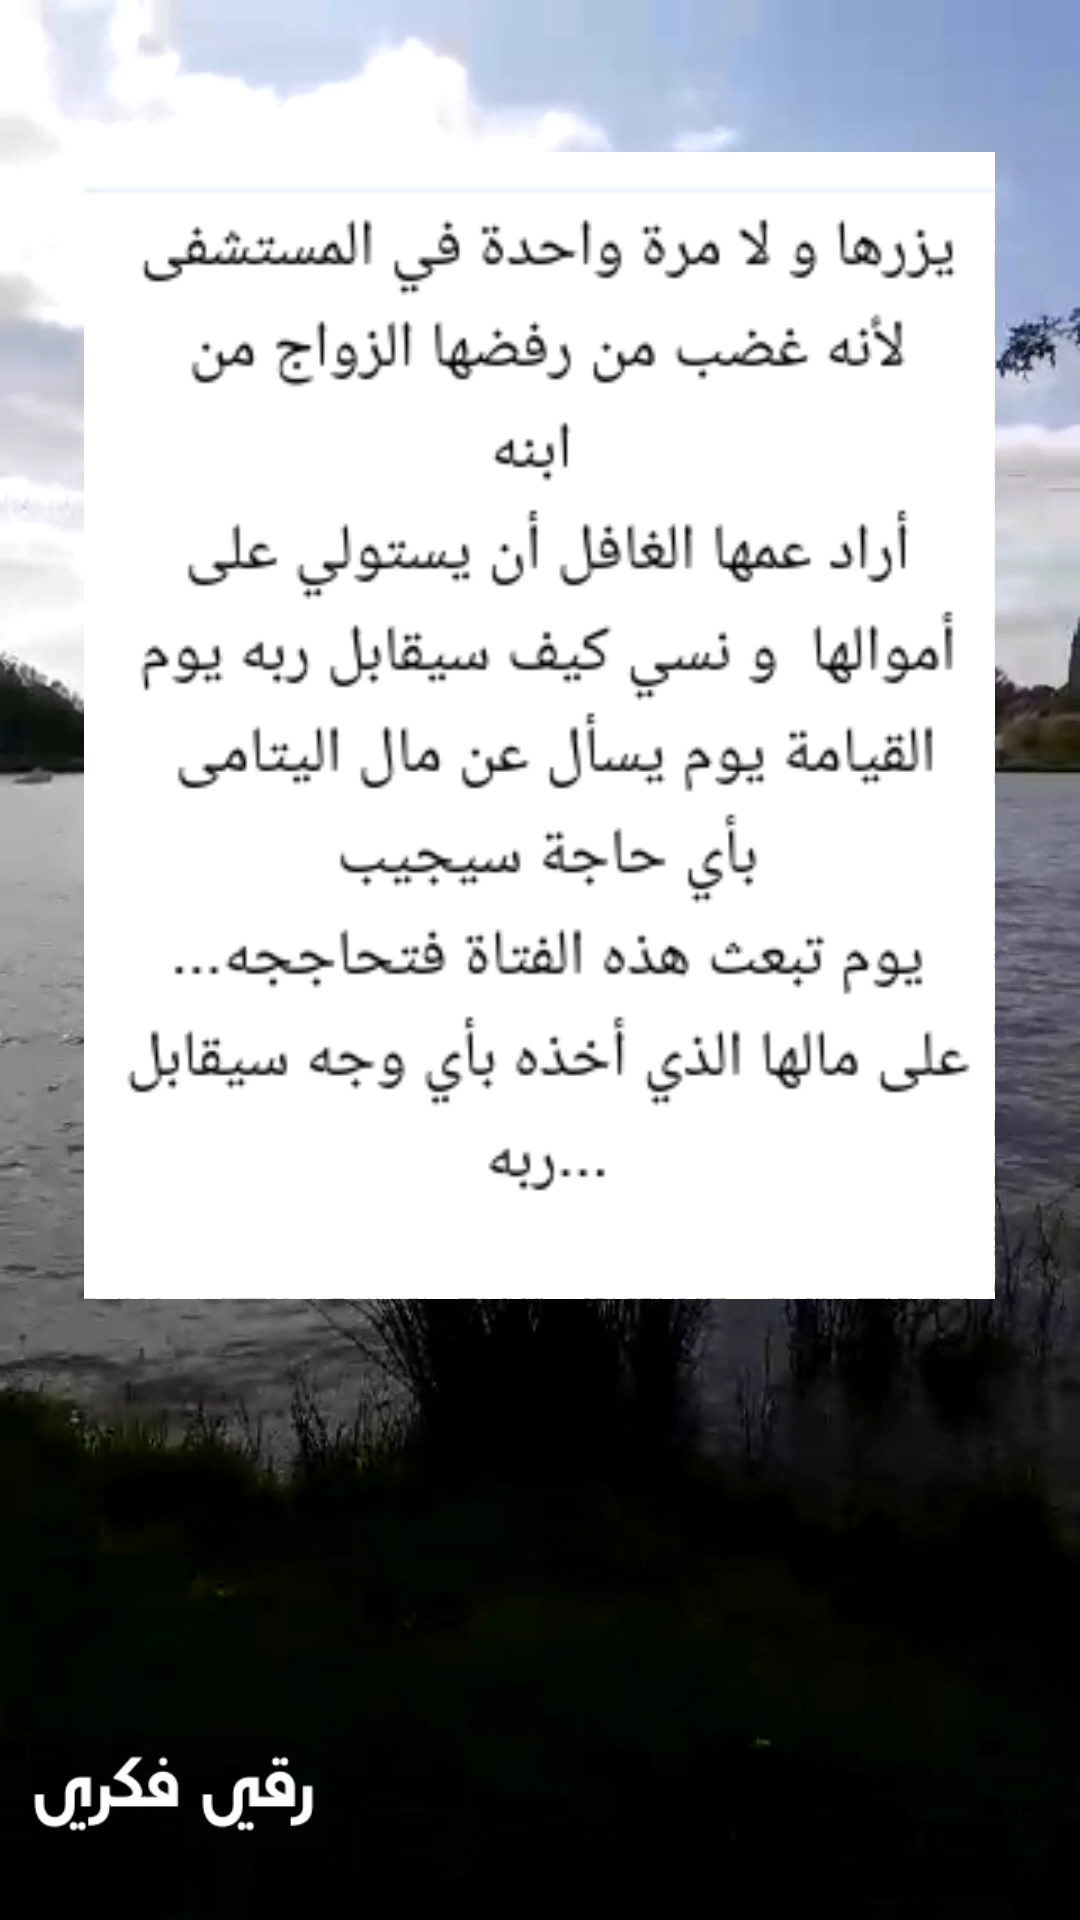 يزرها و لا مرة واحدة في المستشفى
لأنه غضب من رفضها الزواج من
ابنه
أراد عمها الغافل أن يستولي على
أموالها و نسي كيف سيقابل ربه يوم
القيامة يوم يسأل عن مال اليتامى
بأي حاجة سيجيب
يوم تبعث هذه الفتاة فتحاججه...
على مالها الذي أخذه بأي وجه سيقابل
...ربه
رقي فكري